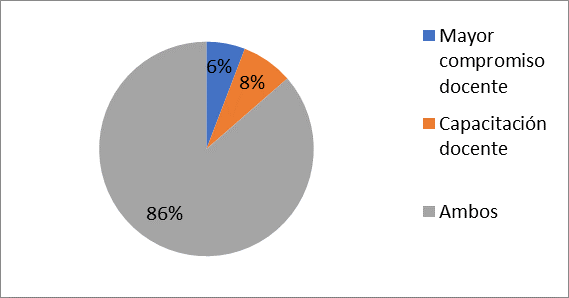 6%
8%
86%
Mayor
compromiso
docente
Capacitación
docente
Ambos